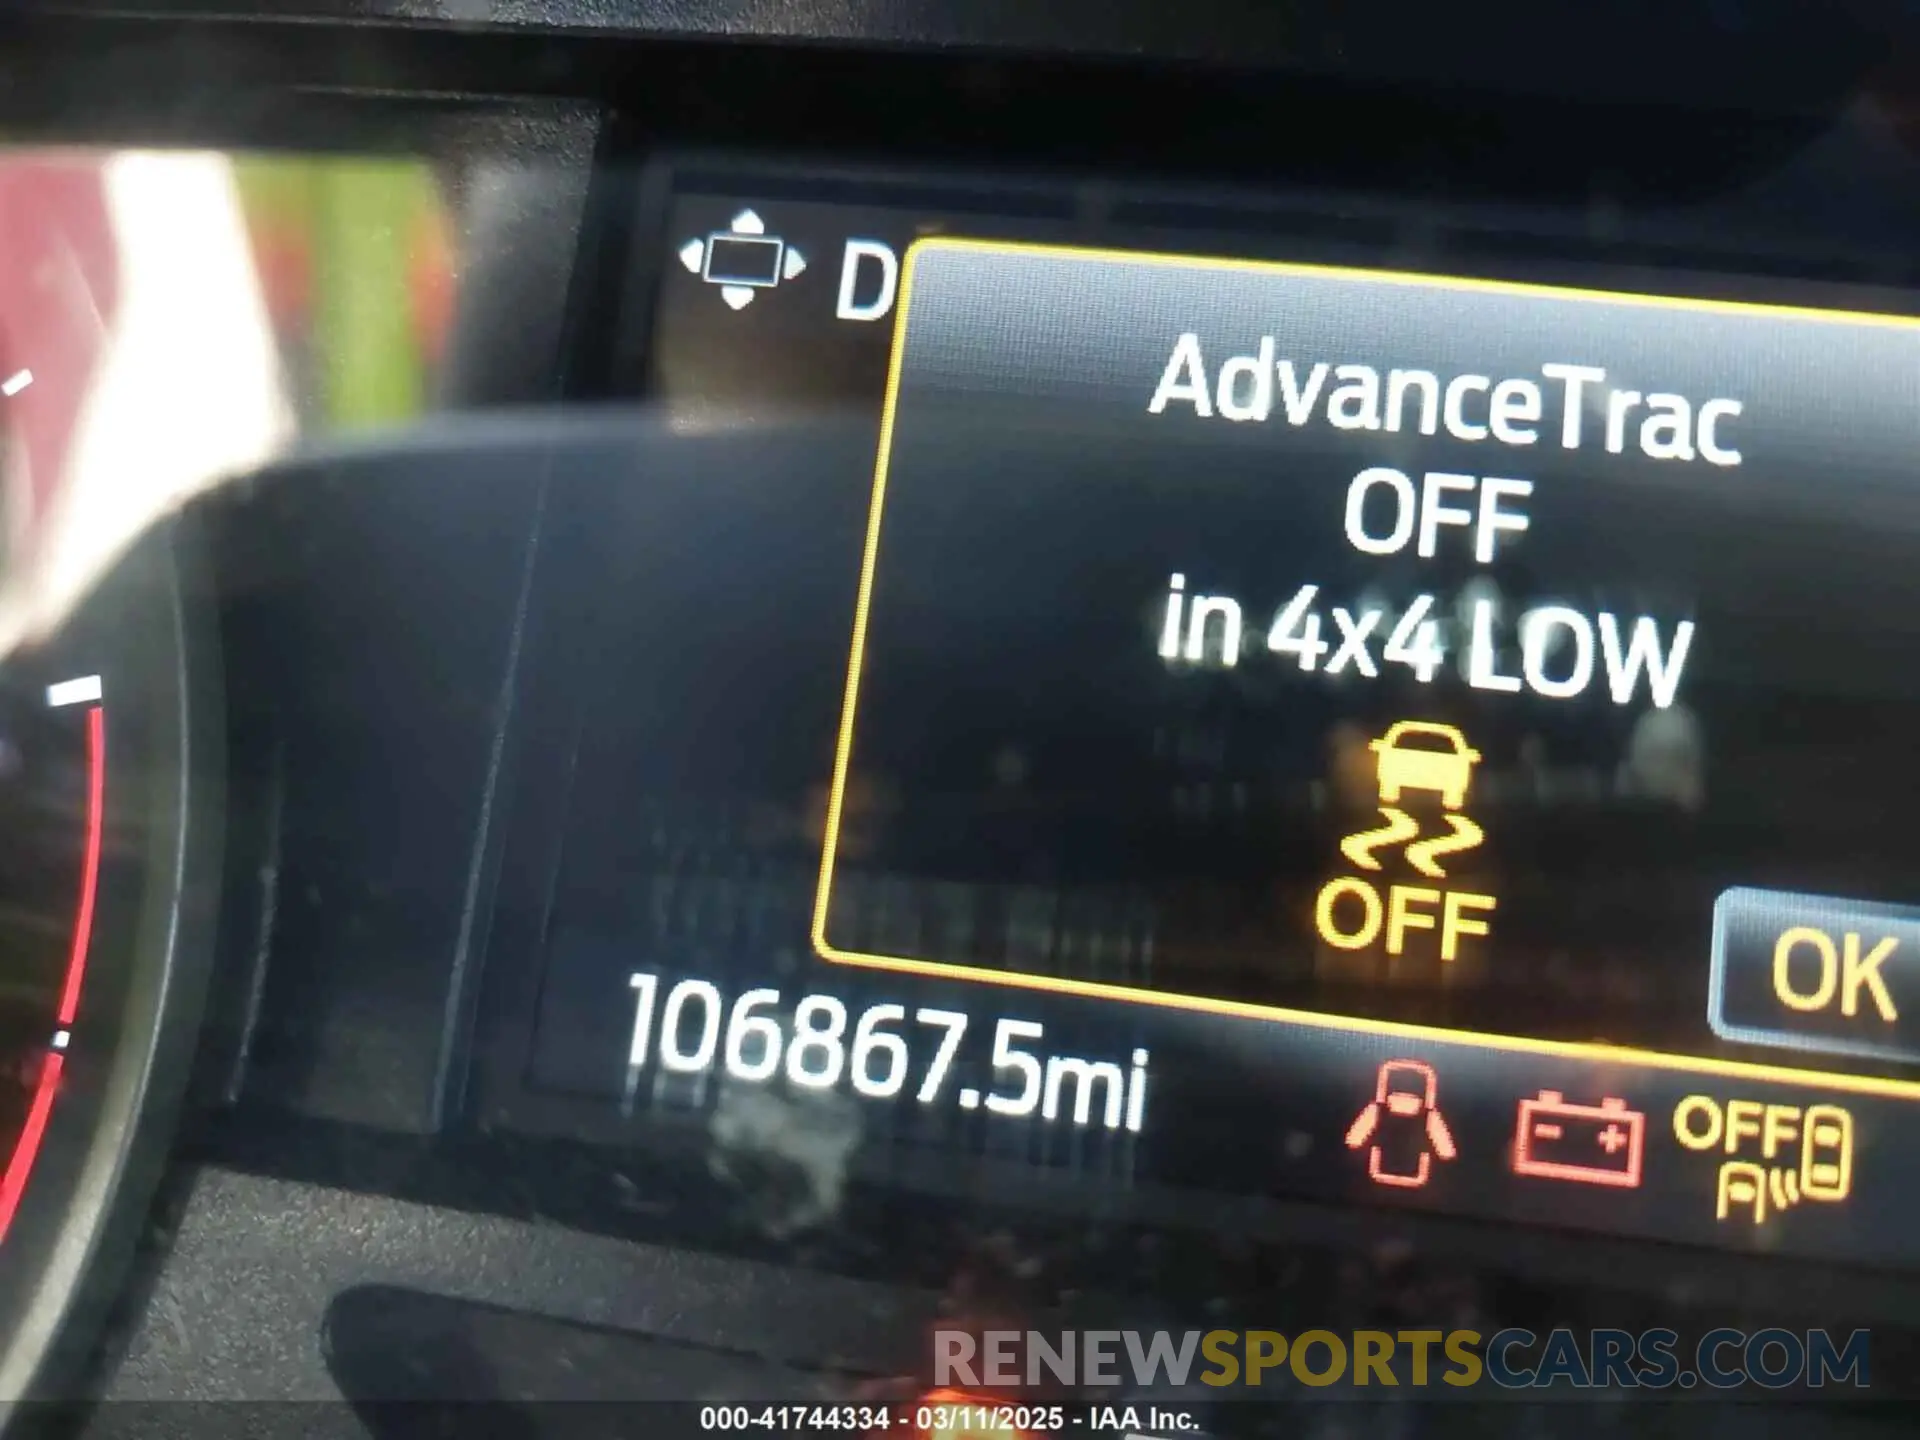 D
AdvanceTrac
OFF
in 4x4 LOW
OFF
OK
106867.5mi
OFF
RENEWSPORTSCARS.COM
000-41744334 - 03/11/2025 - IAA Inc.